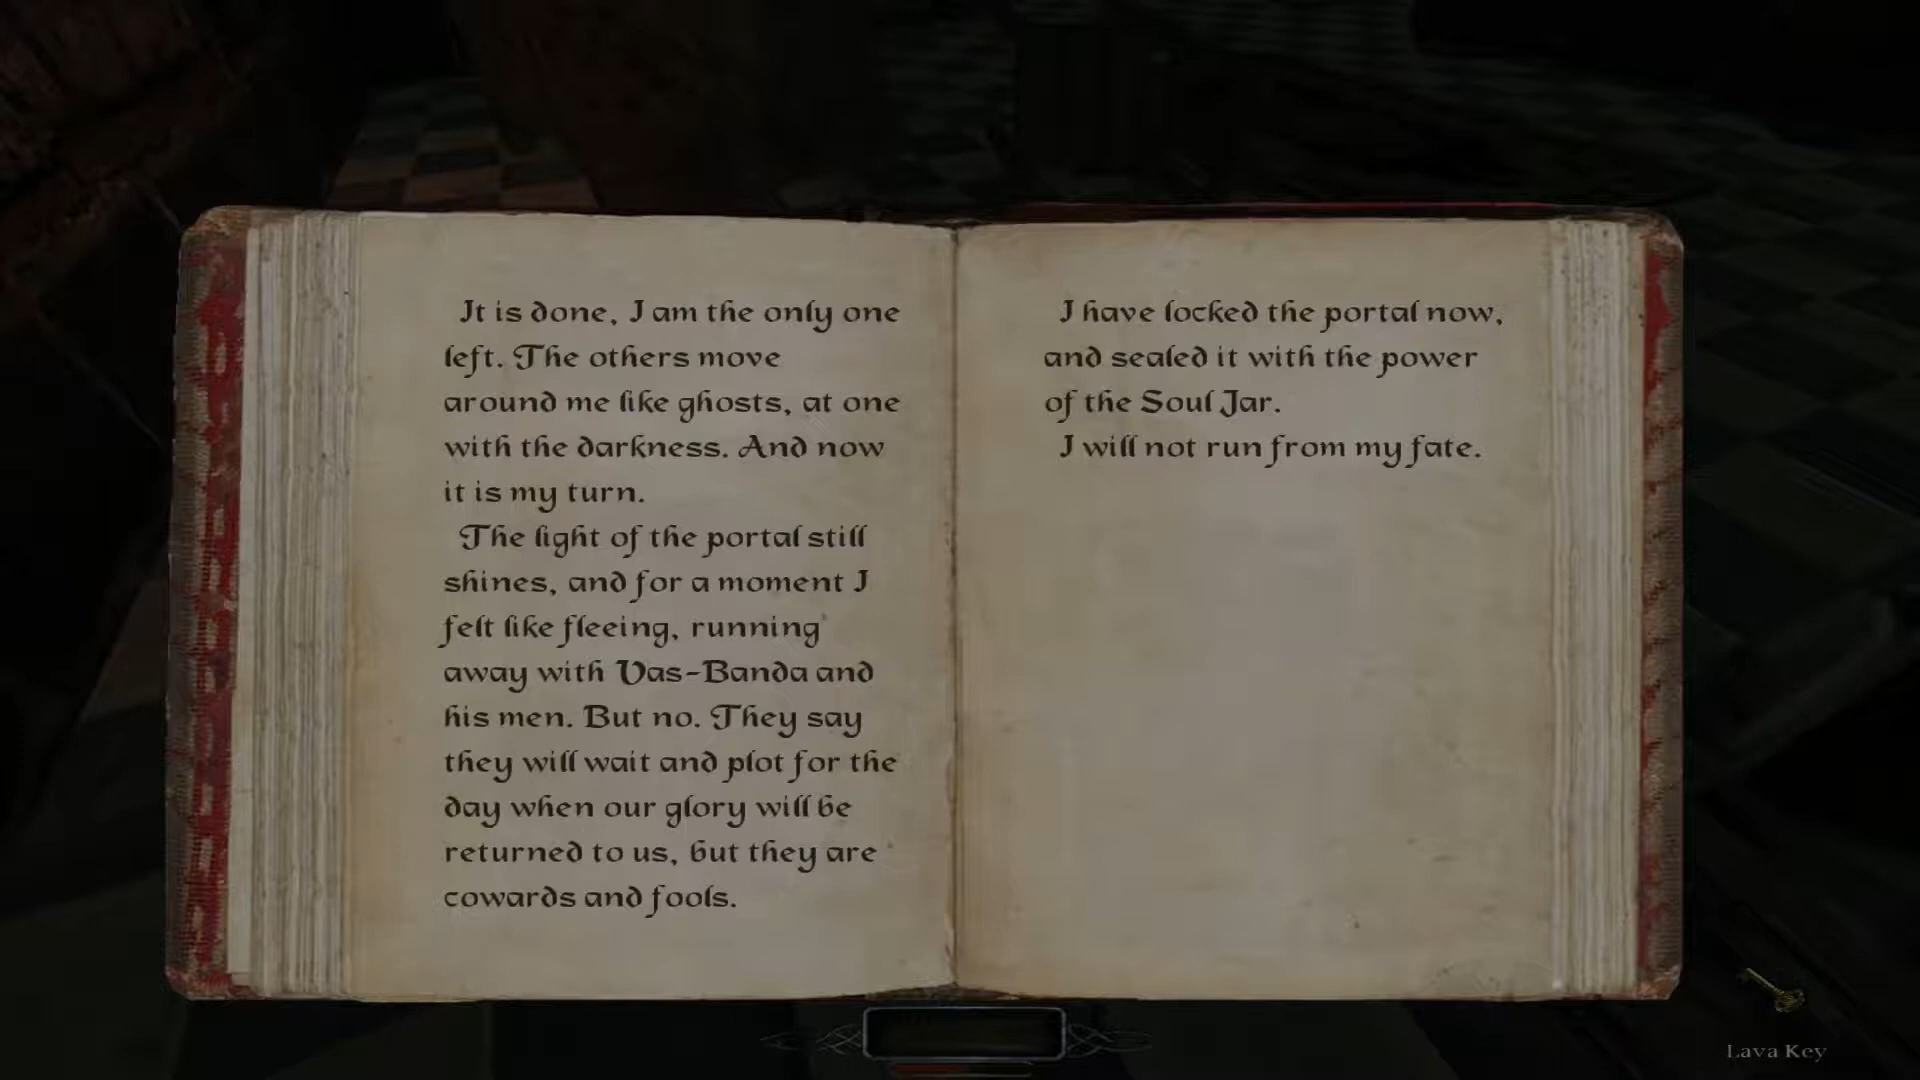 It is done, I am the only one
left. The others move
around me like ghosts, at one
with the darkness. And now
it is my turn.
The light of the portal still
shines, and for a moment I
felt like fleeing, running
away with Vas-Banda and
his men. But no. They say
they will wait and plot for the
day when our glory will be
returned to us, but they are
cowards and fools.
I have locked the portal now,
and sealed it with the power
of the Soul Jar.
I will not run from my fate.
Lava Key